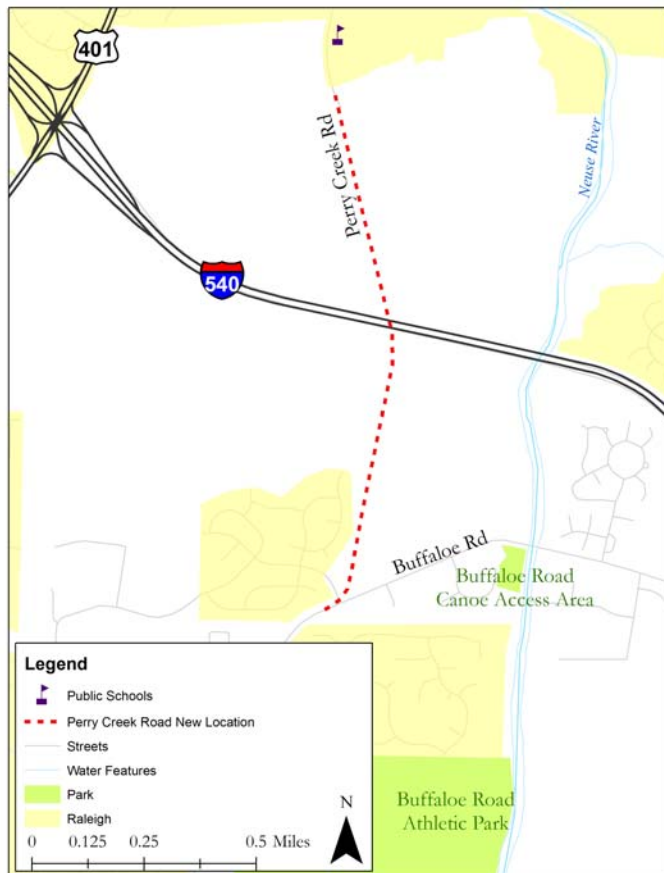 401
Perry Creek Rd
Neuse River
540
Buffaloe Rd
Buffaloe Road
Canoe Access Area
Legend
Public Schools
Perry Creek Road New Location
Streets
Water Features
Park
Raleigh
N
0 0.125 0.25 0.5 Miles
Buffaloe Road
Athletic Park